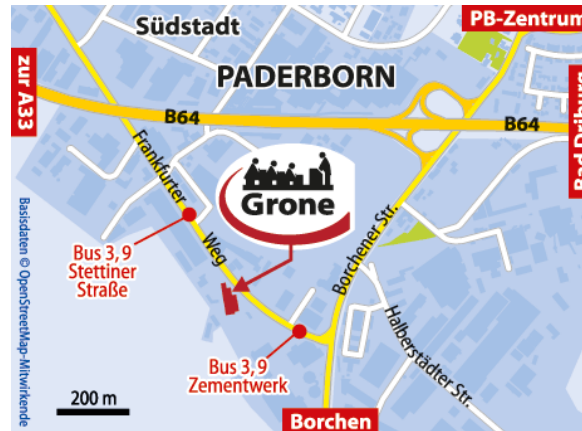 Südstadt
PB-Zentrum
zur A33
PADERBORN
B64
B64
Bad Driburg
Frankfurter
Weg
Grone
Borchener Str.
Bus 3, 9
Stettiner
Straße
Bus 3, 9
Zementwerk
Halberstädter Str.
Borchen
200 m
Basisdaten © OpenStreetMap-Mitwirkende